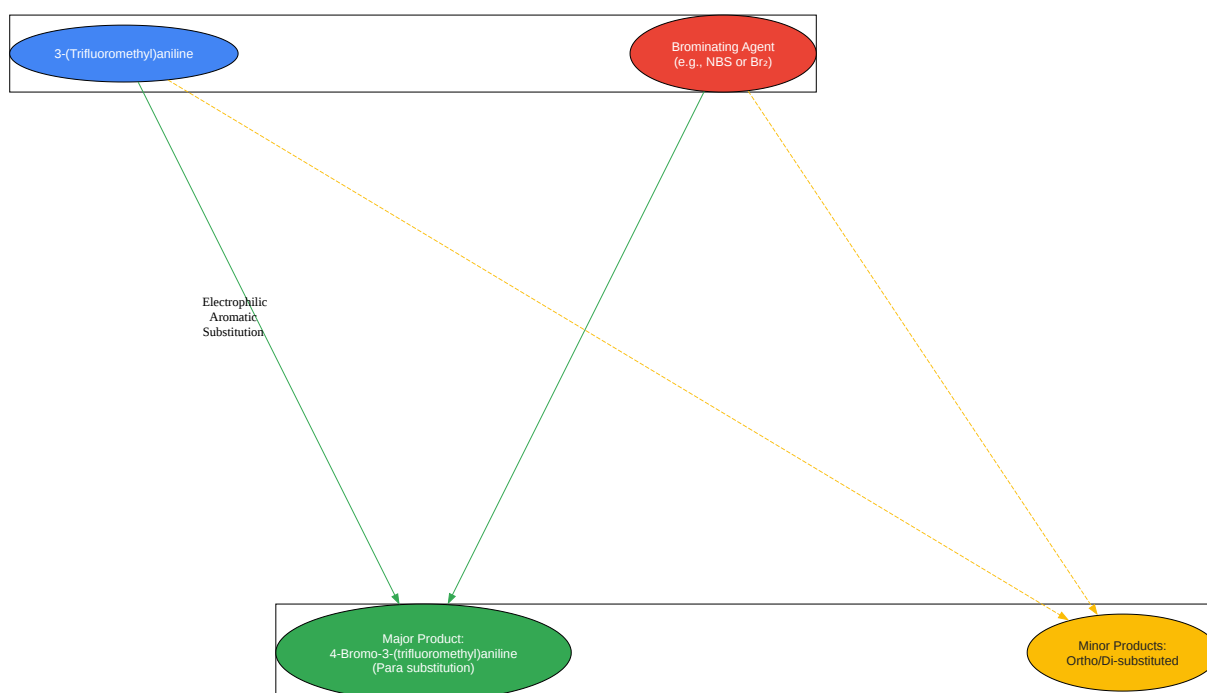 3-(Trifluoromethyl)aniline
Brominating Agent
(e.g., NBS or Br₂)
Electrophilic
Aromatic
Substitution
Major Product:
4-Bromo-3-(trifluoromethyl)aniline
(Para substitution)
Minor Products:
Ortho/Di-substituted